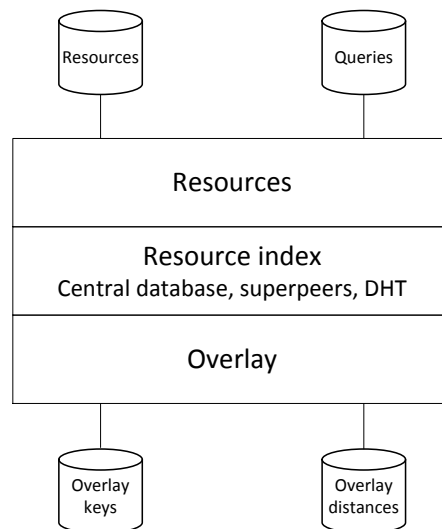 Resources
Queries
Resources
Resource index
Central database, superpeers, DHT
Overlay
Overlay
keys
Overlay
distances